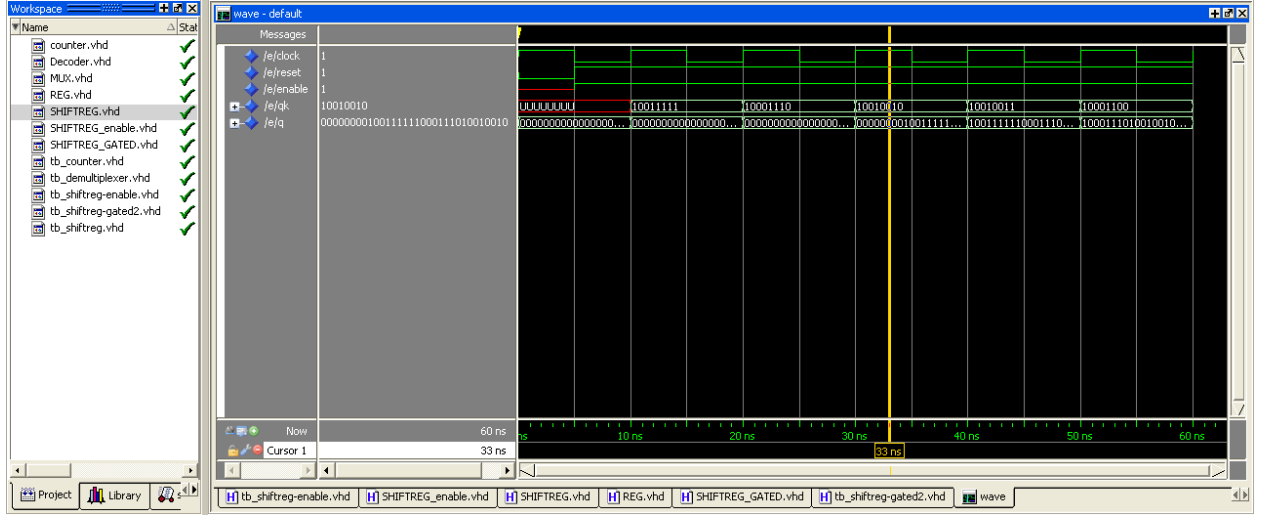 Workspace
Name Stat
counter.vhd
Decoder.vhd
MUX.vhd
REG.vhd
SHIFTREG.vhd
SHIFTREG_enable.vhd
SHIFTREG_GATED.vhd
tb_counter.vhd
tb_demultiplexer.vhd
tb_shiftreg-enable.vhd
tb_shiftreg-gated2.vhd
tb_shiftreg.vhd
Project Library s
wave - default
Messages
/e/clock 1
/e/reset 1
/e/enable 1
/e/qk 10010010 UUUUUUUU 10011111 10001110 10010010 10010011 10001100
/e/q 00000000100111111000111010010010 0000000000000000... 0000000000000000... 0000000010011111... 1001111110001110... 1000111010010010...
Now 60 ns ns 10 ns 20 ns 30 ns 40 ns 50 ns 60 ns
Cursor 1 33 ns 33 ns
tb_shiftreg-enable.vhd SHIFTREG_enable.vhd SHIFTREG.vhd REG.vhd SHIFTREG_GATED.vhd tb_shiftreg-gated2.vhd wave